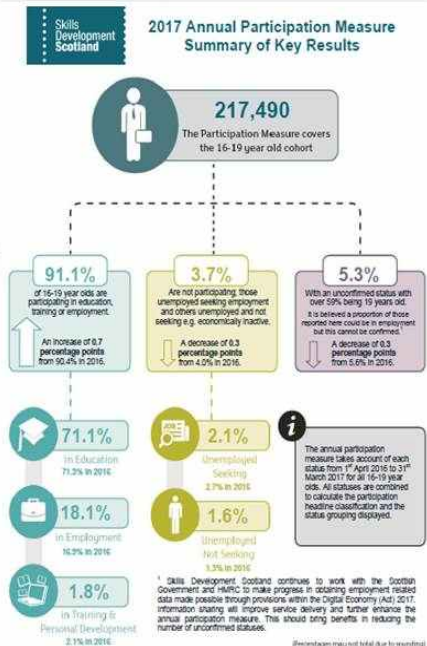 Skills
Development
Scotland
2017 Annual Participation Measure
Summary of Key Results
217,490
The Participation Measure covers
the 16-19 year old cohort
91.1%
of 16-19 year olds are
participating in education,
training or employment.
An increase of 0.7
percentage points
from 90.4% in 2016.
3.7%
Are not participating; those
unemployed seeking employment
and others unemployed and not
seeking e.g. economically inactive.
A decrease of 0.3
percentage points
from 4.0% in 2016.
5.3%
With an unconfirmed status with
over 59% being 19 years old.
It is believed a proportion of those
reported here could be in employment
but this cannot be confirmed.
A decrease of 0.3
percentage points
from 5.6% in 2016.
71.1%
in Education
71.3% in 2016
18.1%
in Employment
16.9% in 2016
1.8%
in Training &
Personal Development
2.1% in 2016
2.1%
Unemployed
Seeking
2.7% in 2016
1.6%
Unemployed
Not Seeking
1.3% in 2016
i
The annual participation
measure takes account of each
status from 1st April 2016 to 31st
March 2017 for all 16-19 year
olds. All statuses are combined
to calculate the participation
headline classification and the
status grouping displayed.
¹ Skills Development Scotland continues to work with the Scottish
Government and HMRC to make progress in obtaining employment related
data made possible through provisions within the Digital Economy (Act) 2017.
Information sharing will improve service delivery and further enhance the
annual participation measure. This should bring benefits in reducing the
number of unconfirmed statuses.
(Percentages may not total due to rounding)